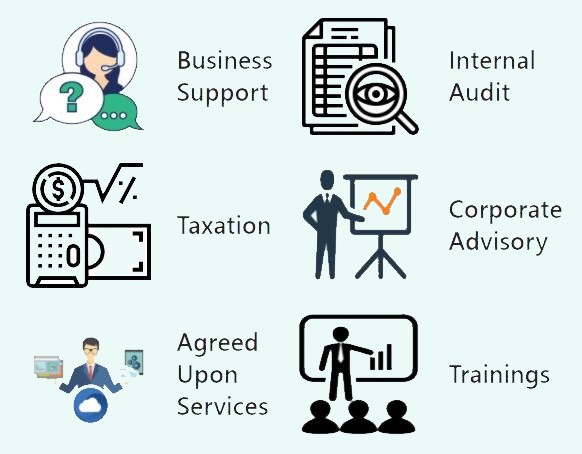 Business
Support
Internal
Audit
Taxation
Corporate
Advisory
Agreed
Upon
Services
Trainings